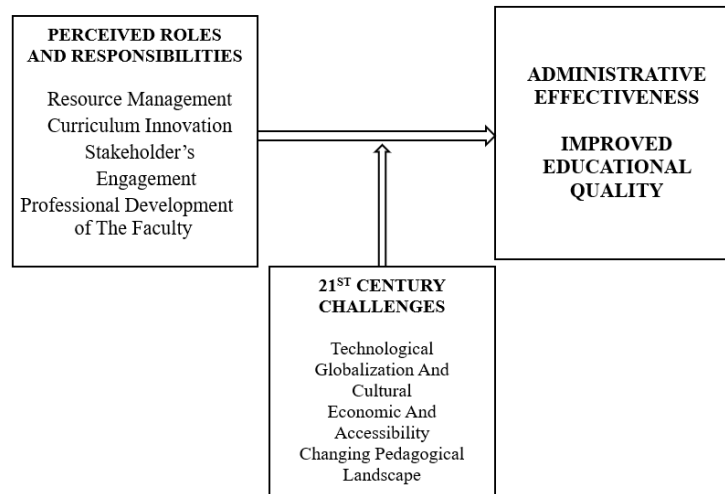 PERCEIVED ROLES
AND RESPONSIBILITIES
Resource Management
Curriculum Innovation
Stakeholder’s
Engagement
Professional Development
of The Faculty
ADMINISTRATIVE
EFFECTIVENESS
IMPROVED
EDUCATIONAL
QUALITY
21ST CENTURY
CHALLENGES
Technological
Globalization And
Cultural
Economic And
Accessibility
Changing Pedagogical
Landscape